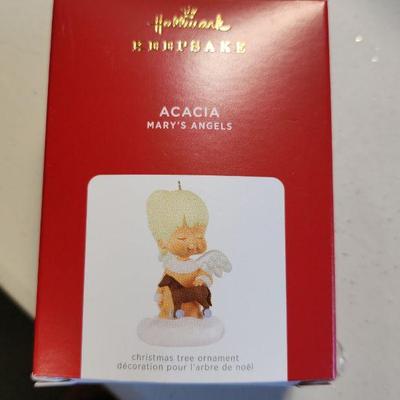 Hallmark
KEEPSAKE
ACACIA
MARY'S ANGELS
christmas tree ornament
décoration pour l'arbre de noël